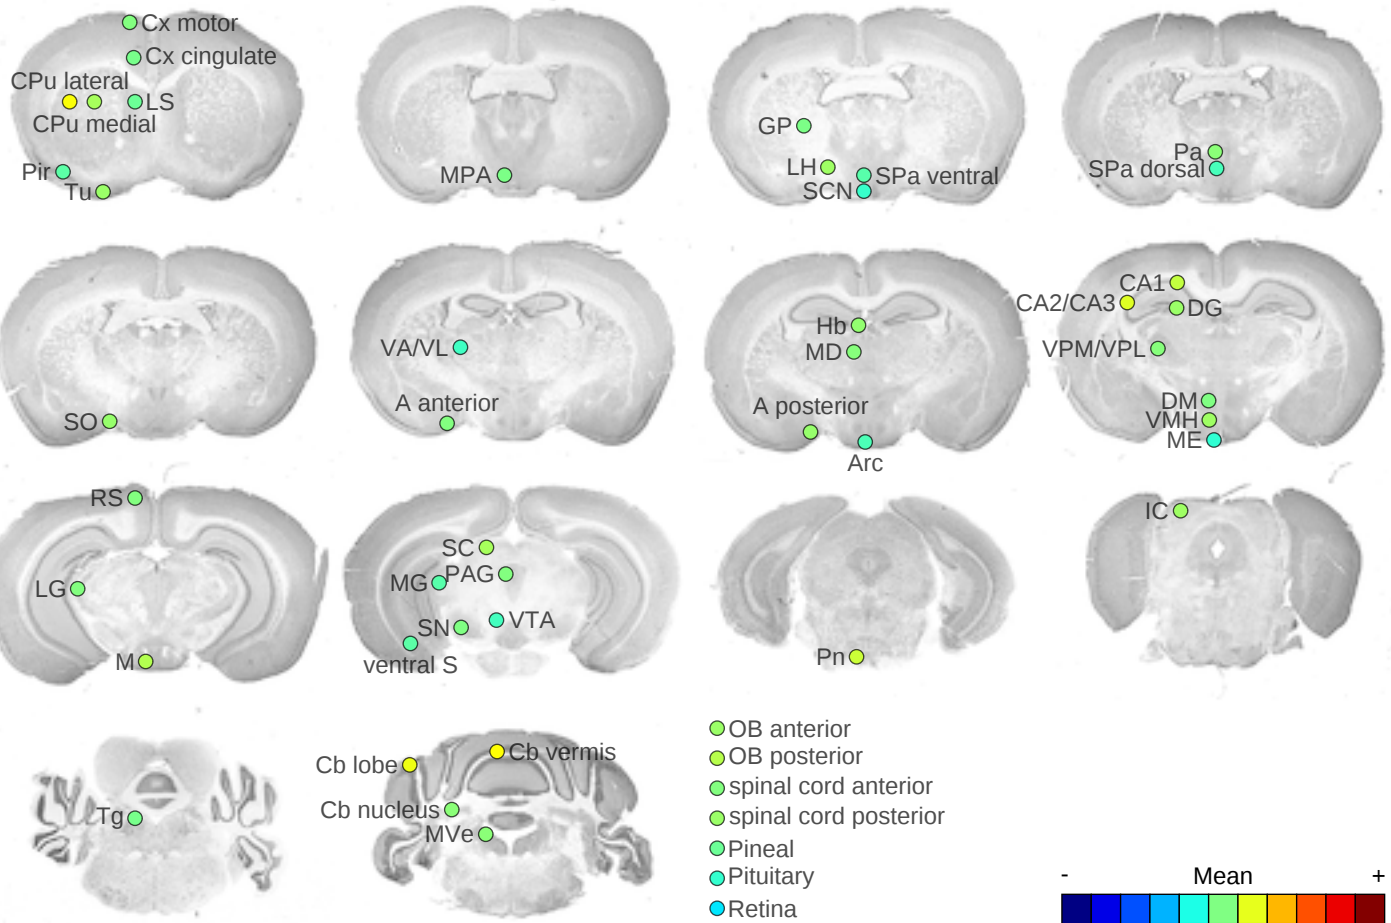 Cx motor
Cx cingulate
CPu lateral
LS
CPu medial
Pir
Tu
MPA
GP
LH
SPa ventral
SCN
Pa
SPa dorsal
SO
VA/VL
A anterior
Hb
MD
A posterior
Arc
CA1
CA2/CA3
DG
VPM/VPL
DM
VMH
ME
RS
LG
M
SC
MG
PAG
SN
VTA
ventral S
Pn
IC
Tg
Cb lobe
Cb vermis
Cb nucleus
MVe
OB anterior
OB posterior
spinal cord anterior
spinal cord posterior
Pineal
Pituitary
Retina
- Mean +